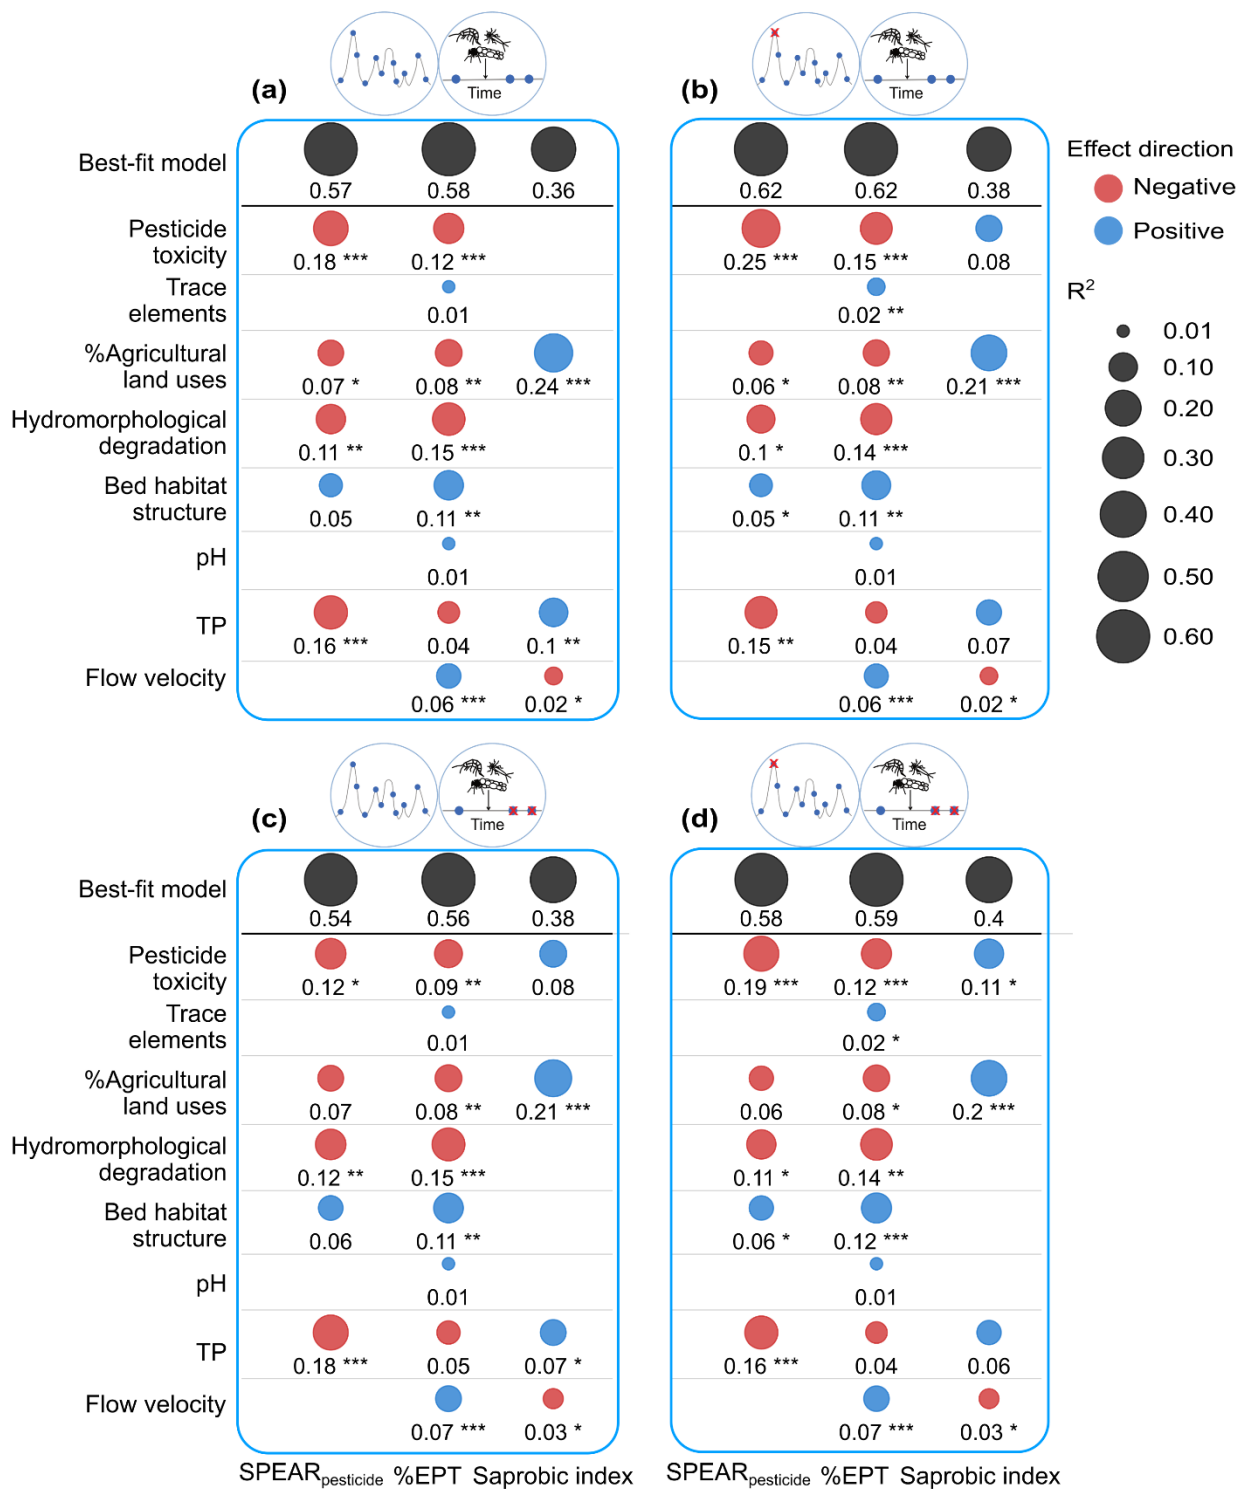 (a)
Time
(b)
Time
Best-fit model
0.57 0.58 0.36
0.62 0.62 0.38
Effect direction
Negative
Positive
Pesticide
toxicity
0.18 *** 0.12 ***
0.25 *** 0.15 *** 0.08
Trace
elements
0.01
0.02 **
R2
0.01
0.10
0.20
0.30
0.40
0.50
0.60
%Agricultural
land uses
0.07 * 0.08 ** 0.24 ***
0.06 * 0.08 ** 0.21 ***
Hydromorphological
degradation
0.11 ** 0.15 ***
0.1 * 0.14 ***
Bed habitat
structure
0.05 0.11 **
0.05 * 0.11 **
pH
0.01
0.01
TP
0.16 *** 0.04 0.1 **
0.15 ** 0.04 0.07
Flow velocity
0.06 *** 0.02 *
0.06 *** 0.02 *
(c)
Time
(d)
Time
Best-fit model
0.54 0.56 0.38
0.58 0.59 0.4
Pesticide
toxicity
0.12 * 0.09 ** 0.08
0.19 *** 0.12 *** 0.11 *
Trace
elements
0.01
0.02 *
%Agricultural
land uses
0.07 0.08 ** 0.21 ***
0.06 0.08 * 0.2 ***
Hydromorphological
degradation
0.12 ** 0.15 ***
0.11 * 0.14 **
Bed habitat
structure
0.06 0.11 **
0.06 * 0.12 ***
pH
0.01
0.01
TP
0.18 *** 0.05 0.07 *
0.16 *** 0.04 0.06
Flow velocity
0.07 *** 0.03 *
0.07 *** 0.03 *
SPEARpesticide %EPT Saprobic index
SPEARpesticide %EPT Saprobic index